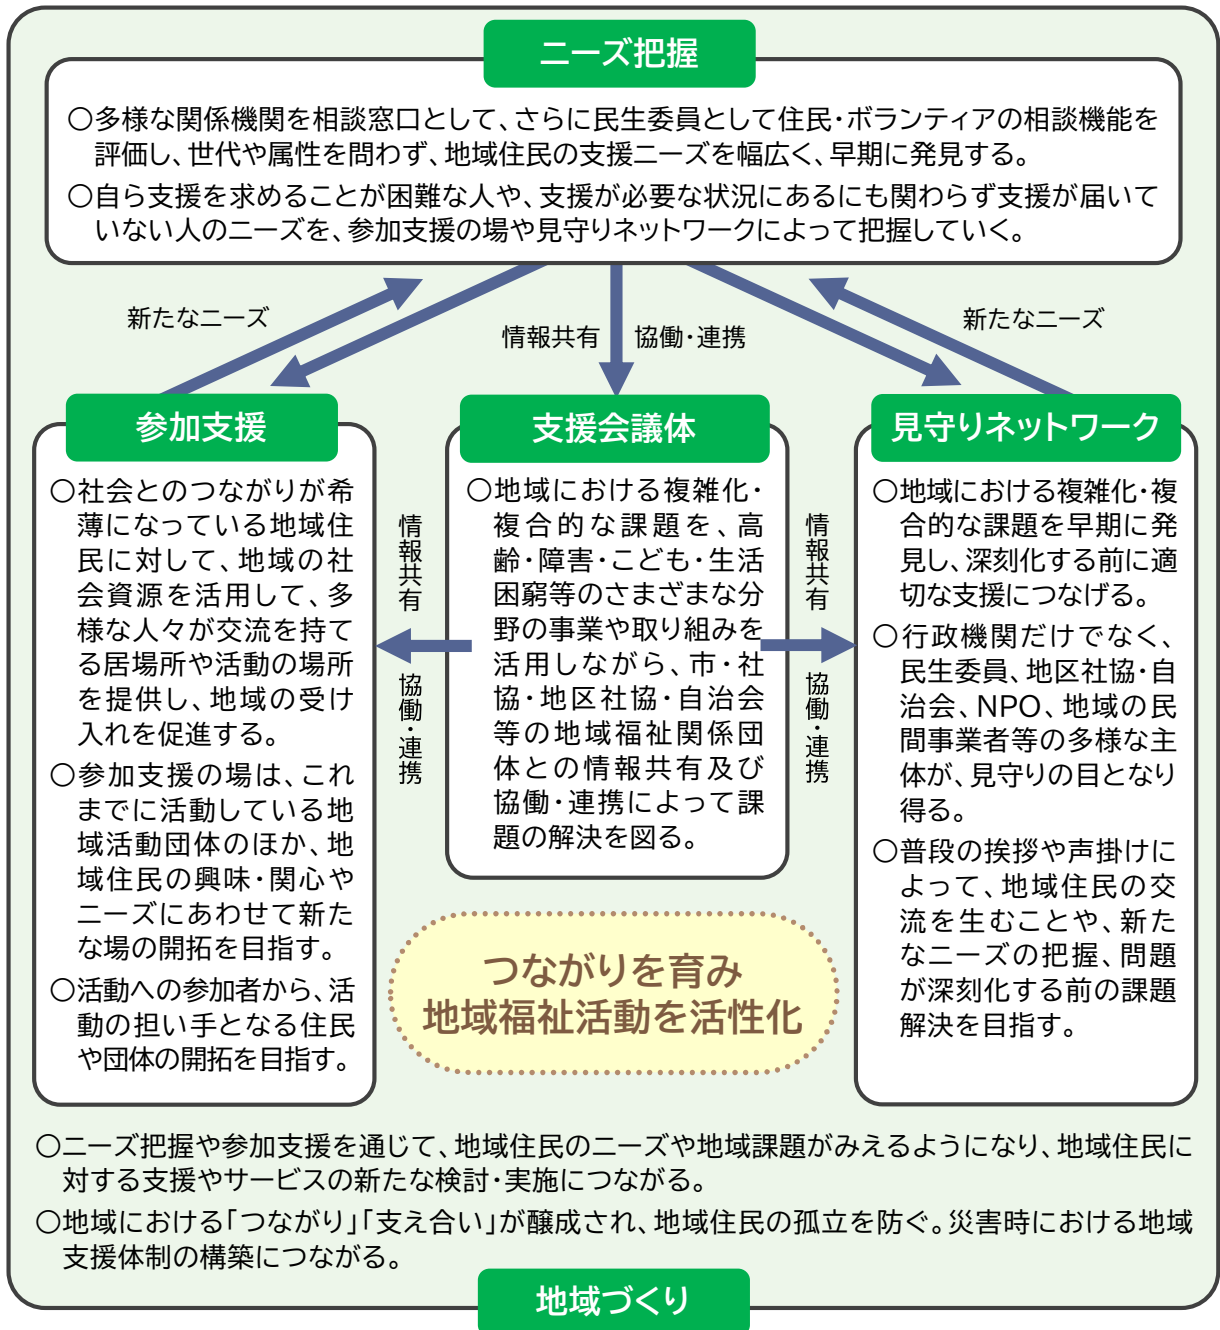 ニーズ把握
○多様な関係機関を相談窓口として、さらに民生委員として住民・ボランティアの相談機能を
評価し、世代や属性を問わず、地域住民の支援ニーズを幅広く、早期に発見する。
○自ら支援を求めることが困難な人や、支援が必要な状況にあるにも関わらず支援が届いて
いない人のニーズを、参加支援の場や見守りネットワークによって把握していく。
新たなニーズ
情報共有
協働・連携
新たなニーズ
参加支援
○社会とのつながりが希
薄になっている地域住
民に対して、地域の社
会資源を活用して、多
様な人々が交流を持て
る居場所や活動の場所
を提供し、地域の受け
入れを促進する。
○参加支援の場は、これ
までに活動している地
域活動団体のほか、地
域住民の興味・関心や
ニーズにあわせて新た
な場の開拓を目指す。
○活動への参加者から、活
動の担い手となる住民
や団体の開拓を目指す。
情報共有
協働・連携
支援会議体
○地域における複雑化・
複合的な課題を、高
齢・障害・こども・生活
困窮等のさまざまな分
野の事業や取り組みを
活用しながら、市・社
協・地区社協・自治会
等の地域福祉関係団
体との情報共有及び
協働・連携によって課
題の解決を図る。
情報共有
協働・連携
見守りネットワーク
○地域における複雑化・複
合的な課題を早期に発
見し、深刻化する前に適
切な支援につなげる。
○行政機関だけでなく、
民生委員、地区社協・自
治会、NPO、地域の民
間事業者等の多様な主
体が、見守りの目となり
得る。
○普段の挨拶や声掛けに
よって、地域住民の交
流を生むことや、新た
なニーズの把握、問題
が深刻化する前の課題
解決を目指す。
つながりを育み
地域福祉活動を活性化
○ニーズ把握や参加支援を通じて、地域住民のニーズや地域課題がみえるようになり、地域住民に
対する支援やサービスの新たな検討・実施につながる。
○地域における「つながり」「支え合い」が醸成され、地域住民の孤立を防ぐ。災害時における地域
支援体制の構築につながる。
地域づくり